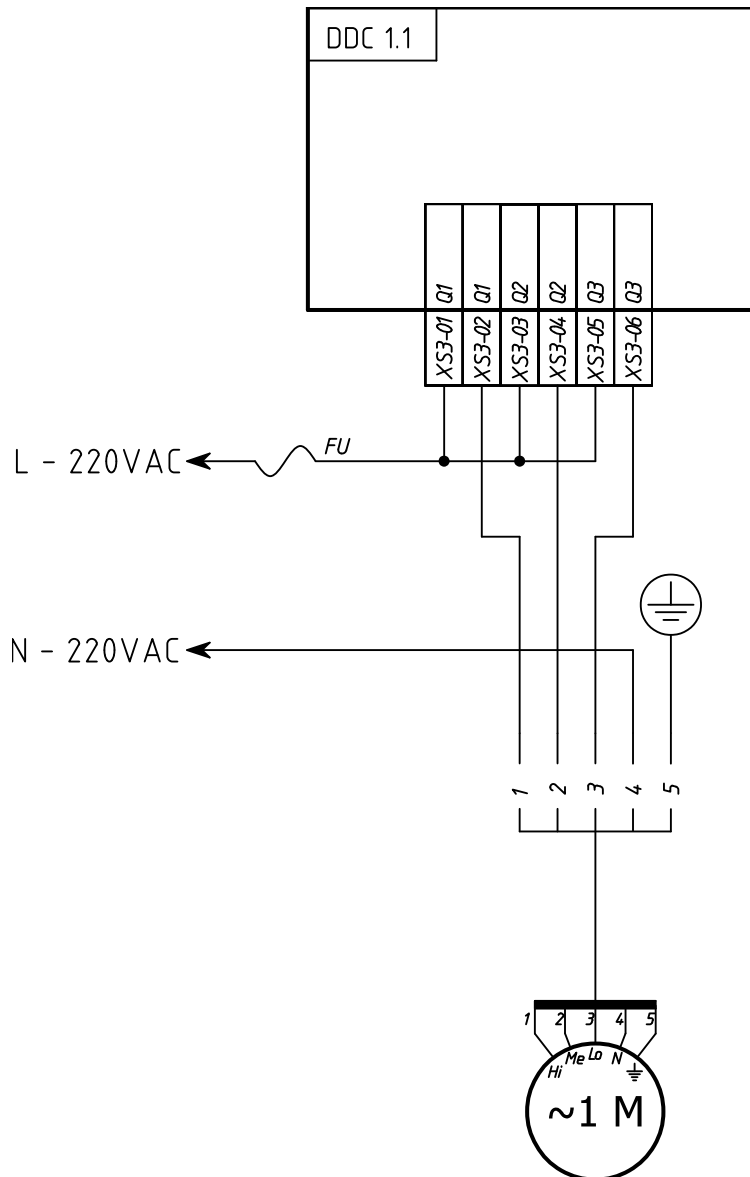 DDC 1.1
Q1 Q1 Q2 Q2 Q3 Q3
XS3-01 XS3-02 XS3-03 XS3-04 XS3-05 XS3-06
FU
L - 220VAC
N - 220VAC
1 2 3 4 5
1 2 3 4 5
Hi Me Lo N
~1 M